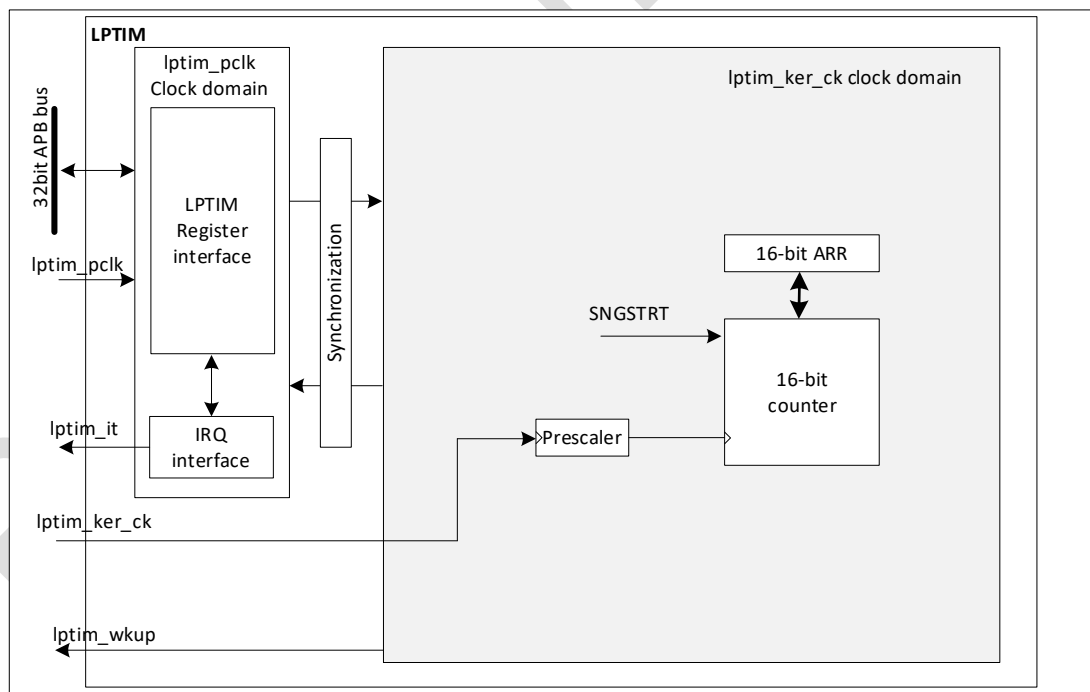 LPTIM
lptim_pclk
Clock domain
lptim_ker_ck clock domain
32bit APB bus
LPTIM
Register
interface
Synchronization
16-bit ARR
lptim_pclk
SNGSTRT
16-bit
counter
lptim_it
IRQ
interface
Prescaler
lptim_ker_ck
lptim_wkup